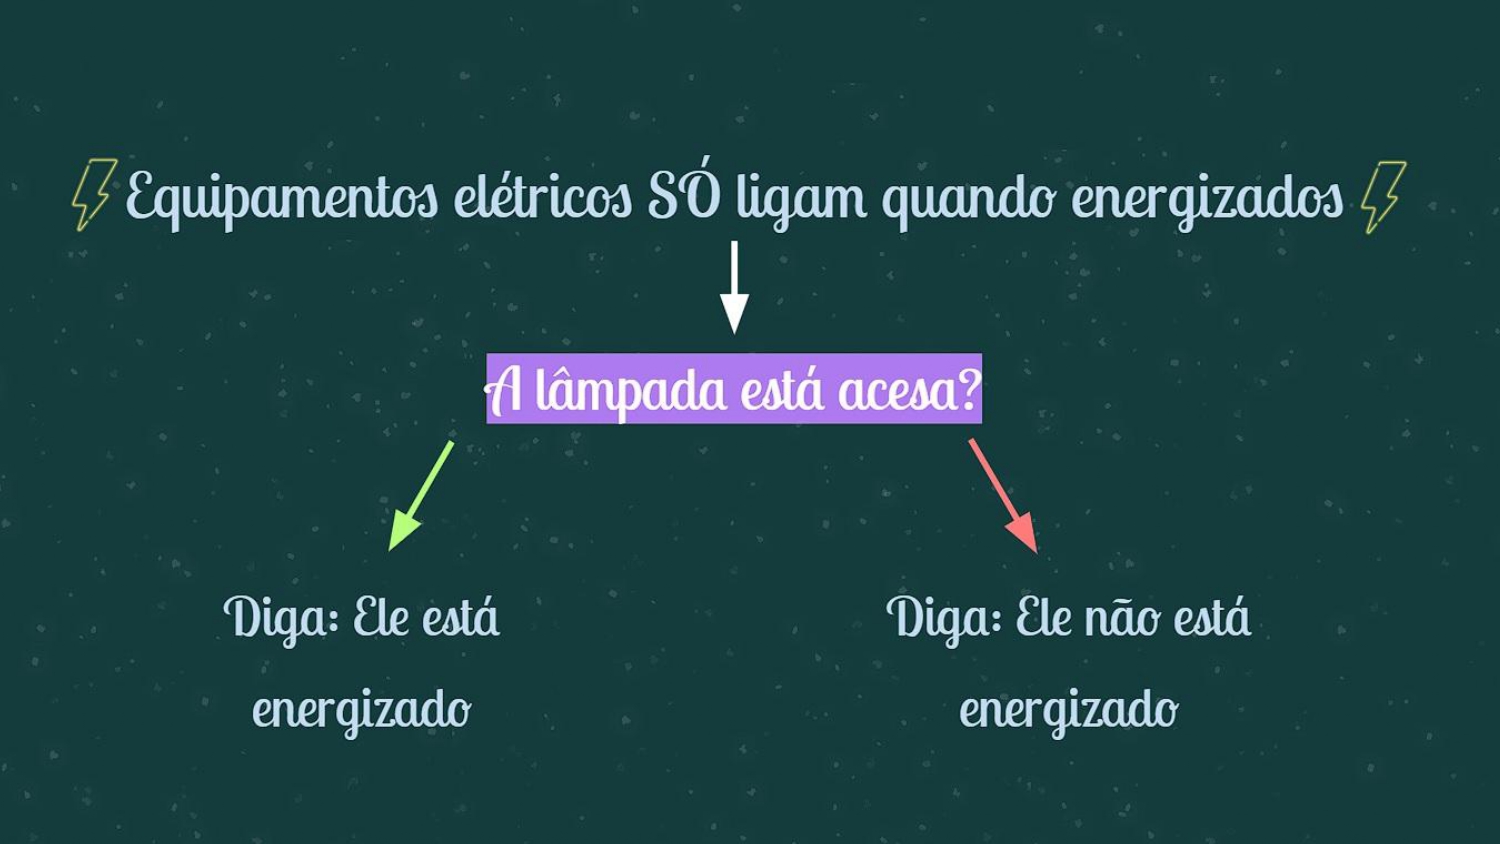 Equipamentos elétricos SÓ ligam quando energizados
A lâmpada está acesa?
Diga: Ele está
energizado
Diga: Ele não está
energizado